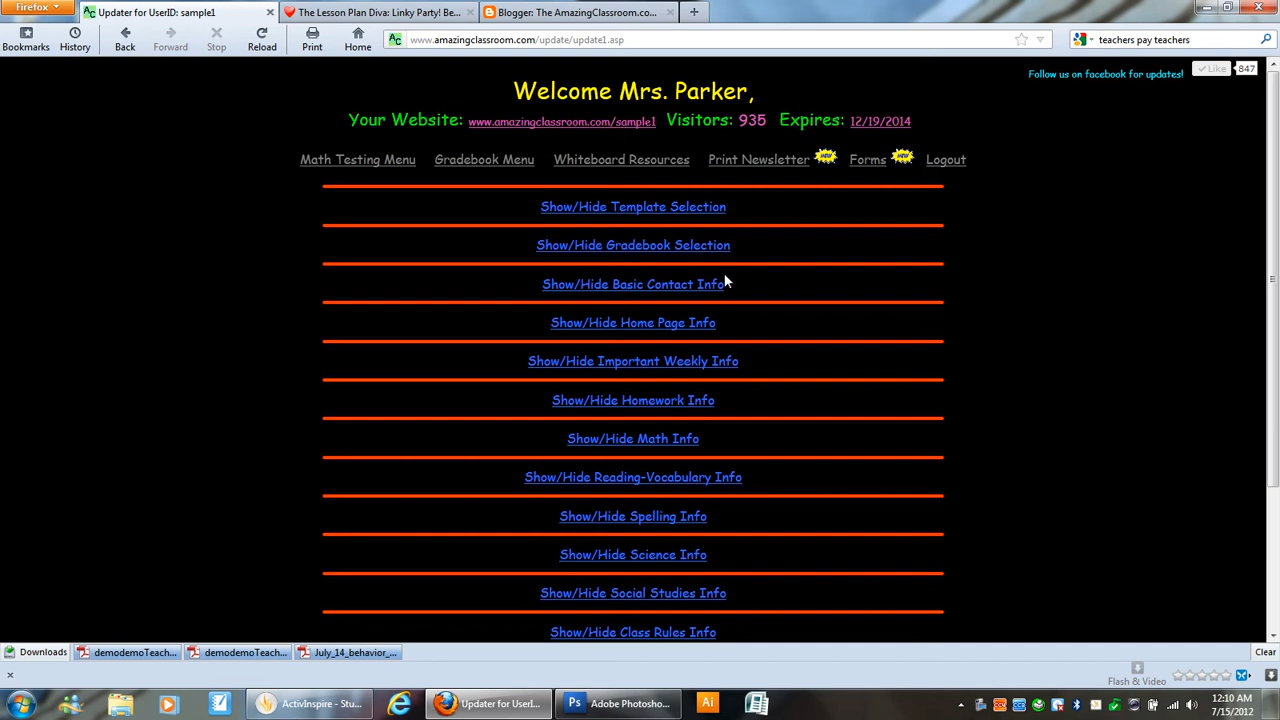 Firefox
Updater for UserID: sample1
The Lesson Plan Diva: Linky Party! Be...
Blogger: The AmazingClassroom.co...
Bookmarks
History
Back
Forward
Stop
Reload
Print
Home
www.amazingclassroom.com/update/update1.asp
teachers pay teachers
Follow us on facebook for updates!
Like
847
Welcome Mrs. Parker,
Your Website: www.amazingclassroom.com/sample1 Visitors: 935 Expires: 12/19/2014
Math Testing Menu Gradebook Menu Whiteboard Resources Print Newsletter NEW Forms NEW Logout
Show/Hide Template Selection
Show/Hide Gradebook Selection
Show/Hide Basic Contact Info
Show/Hide Home Page Info
Show/Hide Important Weekly Info
Show/Hide Homework Info
Show/Hide Math Info
Show/Hide Reading-Vocabulary Info
Show/Hide Spelling Info
Show/Hide Science Info
Show/Hide Social Studies Info
Show/Hide Class Rules Info
Downloads
demodemoTeach...
demodemoTeach...
July_14_behavior_...
Clear
Flash & Video
ActivInspire - Stu...
Updater for UserI...
Ps
Adobe Photosho...
Ai
12:10 AM
7/15/2012